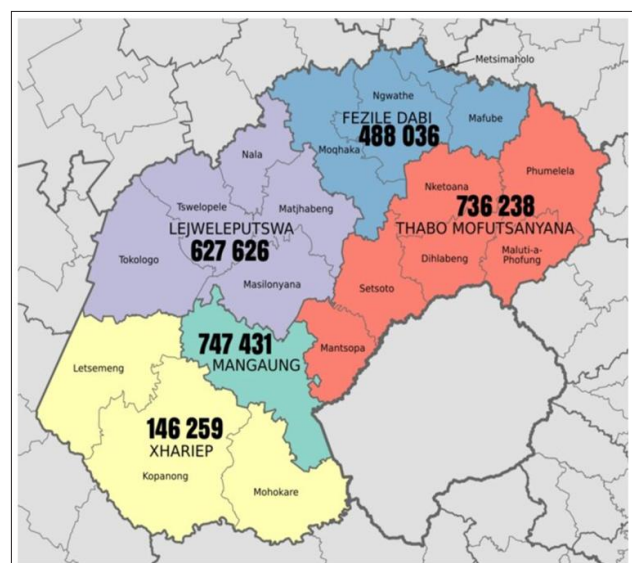 Metsimaholo
Ngwathe
FEZILE DABI
488 036
Mafube
Moqhaka
Nala
Tswelopele
Matjhabeng
LEJWELEPUTSWA
627 626
Tokologo
Masilonyana
Phumelela
Nketoana
736 238
THABO MOFUTSANYANA
Dihlabeng
Maluti-a-
Phofung
Setsoto
Mantsopa
747 431
MANGAUNG
Letsemeng
146 259
XHARIEP
Kopanong
Mohokare